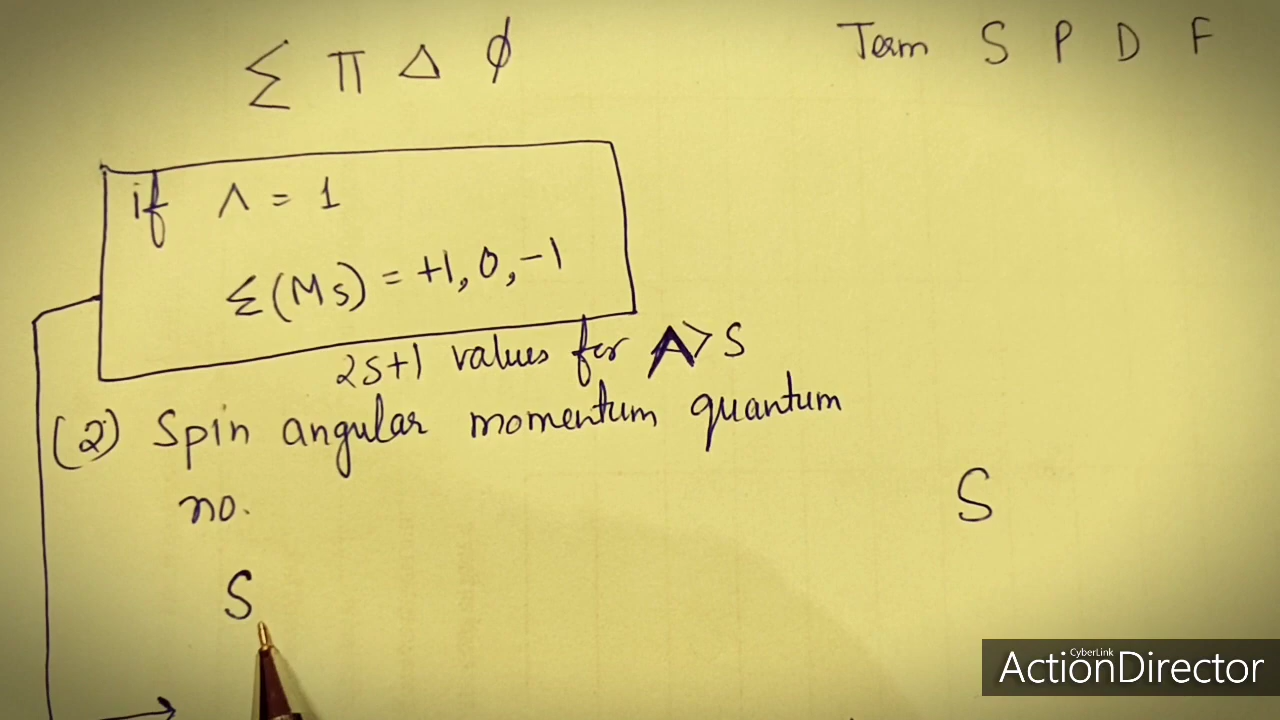 Σ Π Δ ϕ
Term S P D F
if Λ = 1
Σ(Ms) = +1, 0, -1
2s+1 values for Λ > S
(2) Spin angular momentum quantum
no.
S
S
CyberLink
ActionDirector